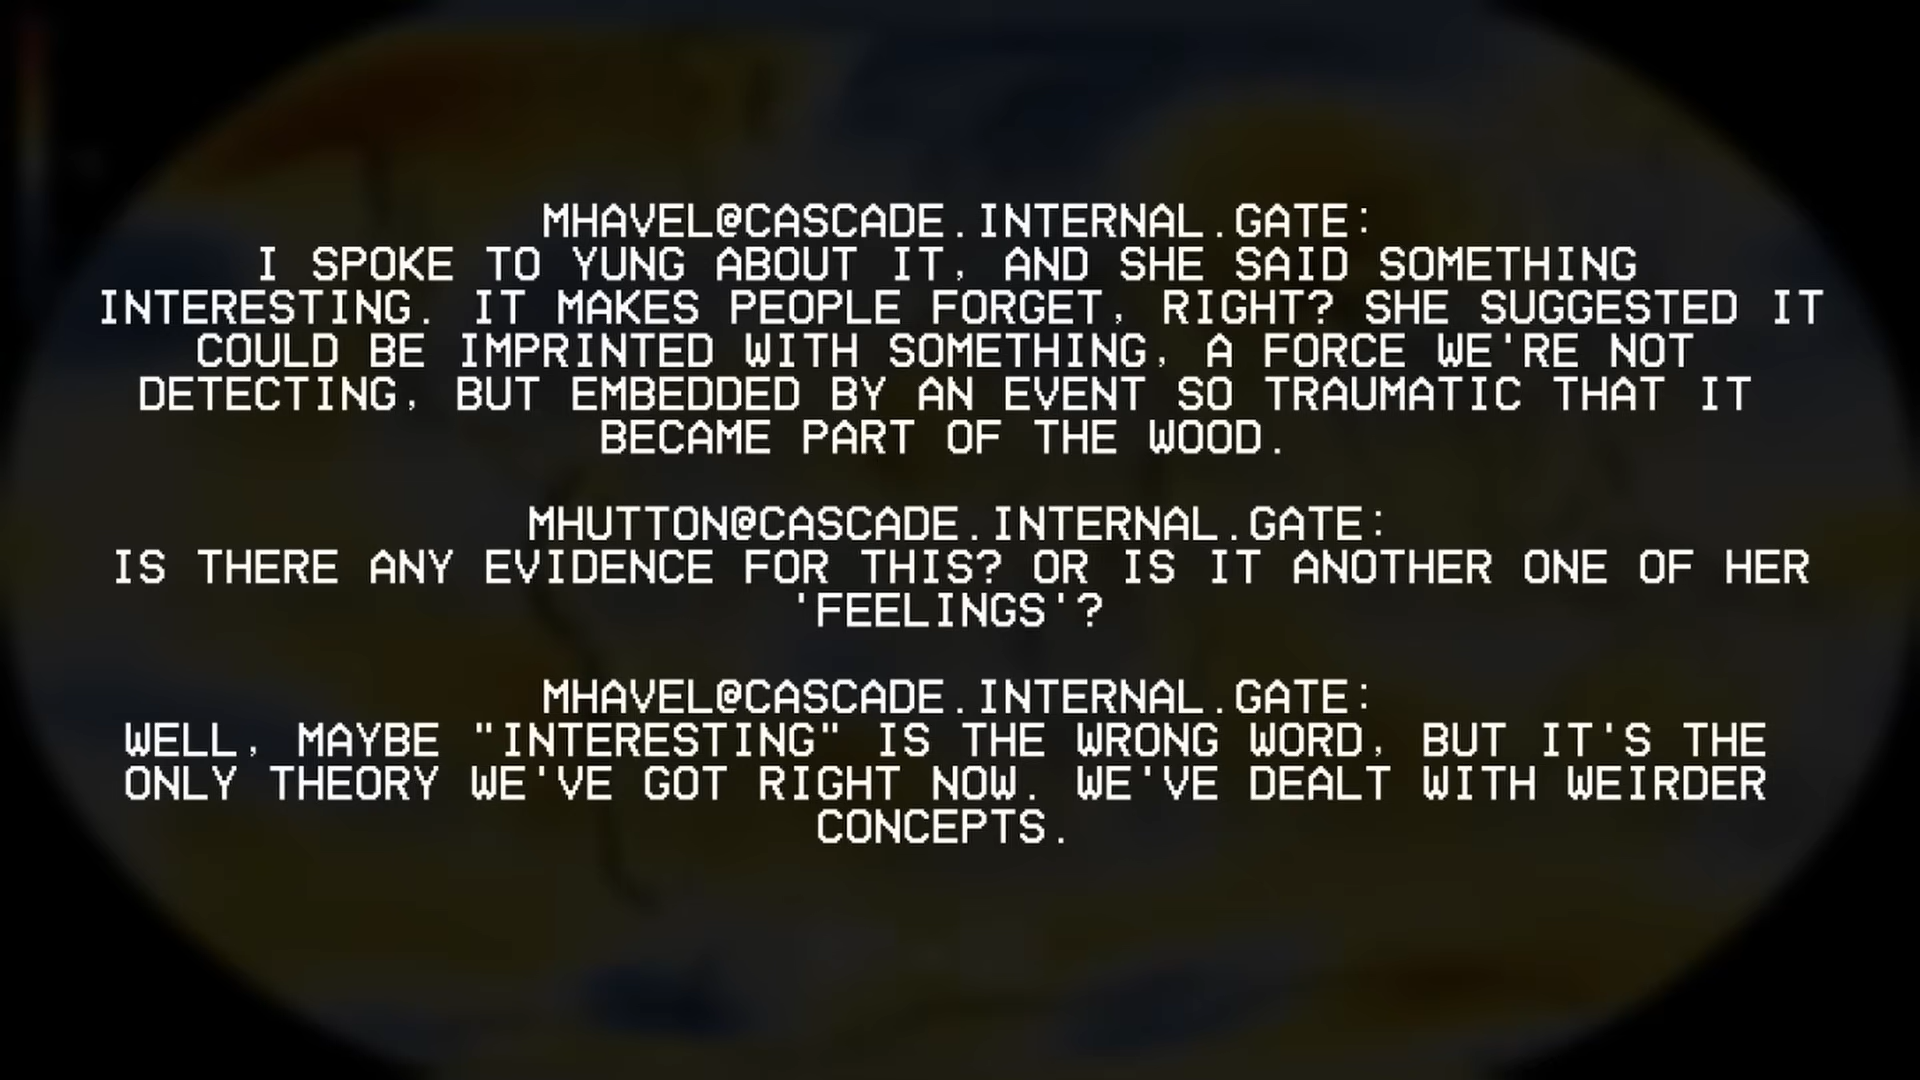 MHAVEL@CASCADE.INTERNAL.GATE:
I SPOKE TO YUNG ABOUT IT, AND SHE SAID SOMETHING
INTERESTING. IT MAKES PEOPLE FORGET, RIGHT? SHE SUGGESTED IT
COULD BE IMPRINTED WITH SOMETHING, A FORCE WE'RE NOT
DETECTING, BUT EMBEDDED BY AN EVENT SO TRAUMATIC THAT IT
BECAME PART OF THE WOOD.
MHUTTON@CASCADE.INTERNAL.GATE:
IS THERE ANY EVIDENCE FOR THIS? OR IS IT ANOTHER ONE OF HER
'FEELINGS'?
MHAVEL@CASCADE.INTERNAL.GATE:
WELL, MAYBE "INTERESTING" IS THE WRONG WORD, BUT IT'S THE
ONLY THEORY WE'VE GOT RIGHT NOW. WE'VE DEALT WITH WEIRDER
CONCEPTS.